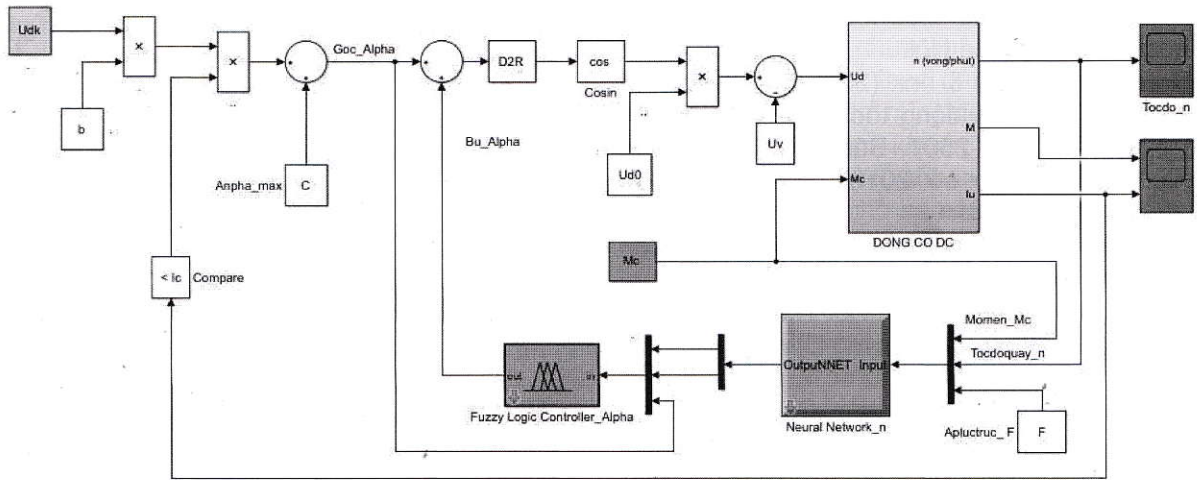 Udk
×
×
b
Goc_Alpha
Anpha_max
C
Bu_Alpha
D2R
cos
Cosin
×
Ud0
Uv
Ud
n (vong/phut)
M
Mc
Iu
DONG CO DC
Tocdo_n
Mc
< Ic
Compare
Momen_Mc
Tocdoquay_n
out
in
Fuzzy Logic Controller_Alpha
OutpuNNET
Input
Neural Network_n
Apluctruc_ F
F